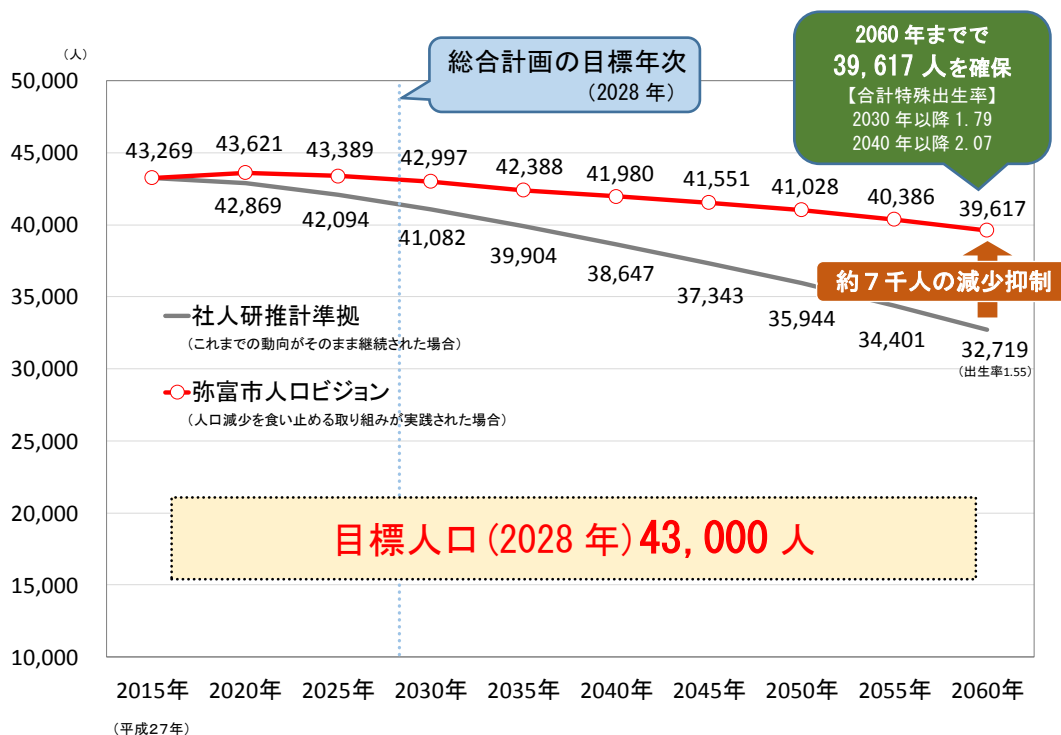 (人)
50,000
45,000
40,000
35,000
30,000
25,000
20,000
15,000
10,000
総合計画の目標年次
(2028 年)
2060 年までで
39,617 人を確保
【合計特殊出生率】
2030 年以降 1.79
2040 年以降 2.07
43,269
43,621
43,389
42,997
42,388
41,980
41,551
41,028
40,386
39,617
42,869
42,094
41,082
39,904
38,647
37,343
35,944
34,401
32,719
(出生率1.55)
約7千人の減少抑制
社人研推計準拠
(これまでの動向がそのまま継続された場合)
弥富市人口ビジョン
(人口減少を食い止める取り組みが実践された場合)
目標人口(2028 年)43,000 人
2015年
2020年
2025年
2030年
2035年
2040年
2045年
2050年
2055年
2060年
(平成27年)